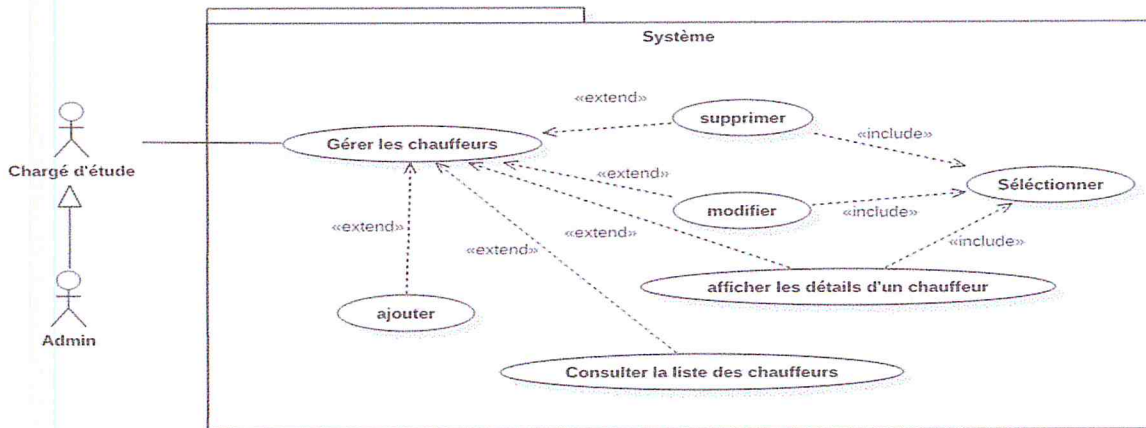 Système
«extend»
supprimer
«include»
Gérer les chauffeurs
Chargé d'étude
«extend»
Séléctionner
modifier
«include»
«extend»
«extend»
«extend»
«include»
afficher les détails d'un chauffeur
ajouter
Admin
Consulter la liste des chauffeurs